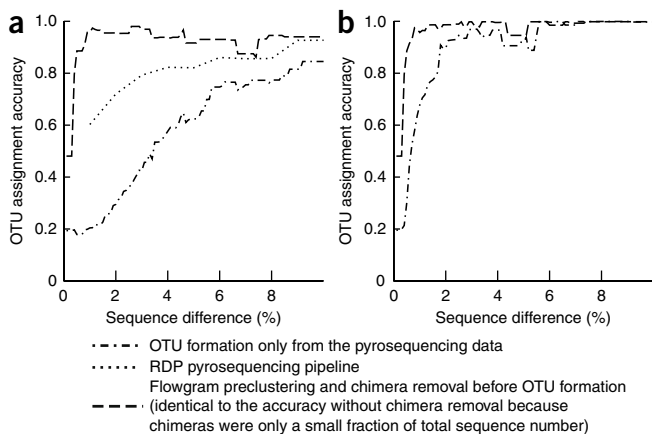 a
b
OTU assignment accuracy
1.0
0.8
0.6
0.4
0.2
0
0 2 4 6 8
Sequence difference (%)
OTU assignment accuracy
1.0
0.8
0.6
0.4
0.2
0
0 2 4 6 8
Sequence difference (%)
OTU formation only from the pyrosequencing data
RDP pyrosequencing pipeline
Flowgram preclustering and chimera removal before OTU formation
(identical to the accuracy without chimera removal because
chimeras were only a small fraction of total sequence number)